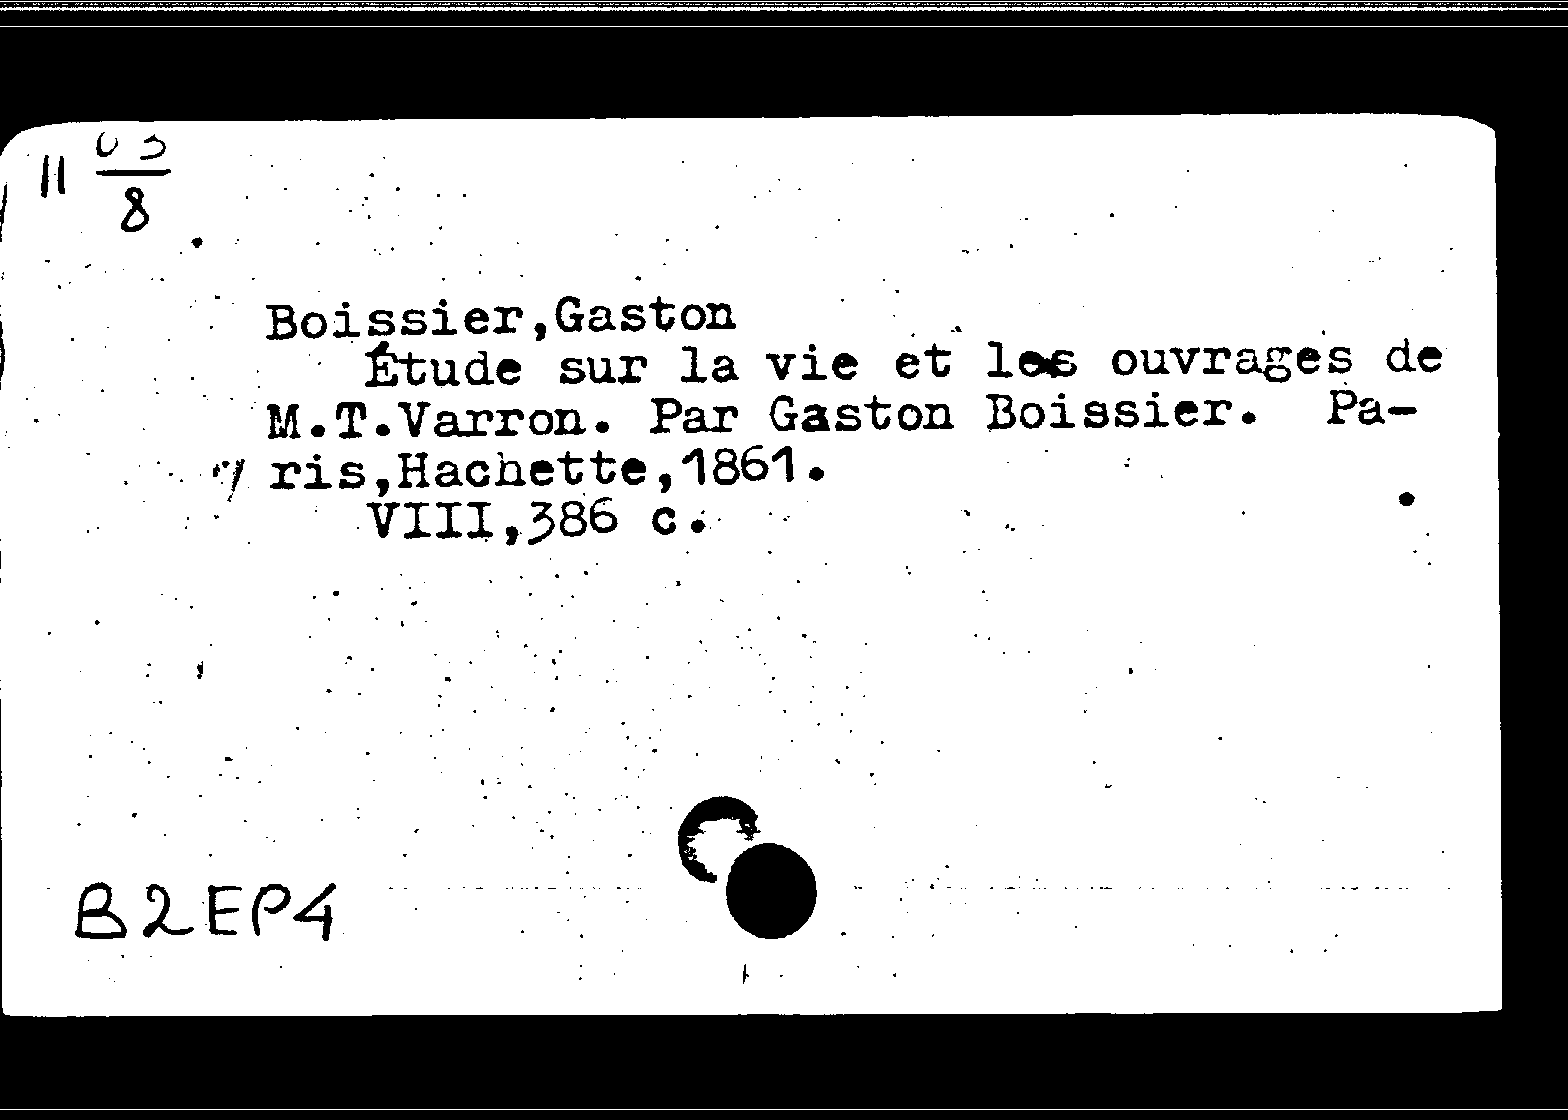 11
8
Boissier,Gaston
Étude sur la vie et les ouvrages de
M.T.Varron. Par Gaston Boissier. Pa-
ris,Hachette,1861.
VIII,386 c.
B2EP4